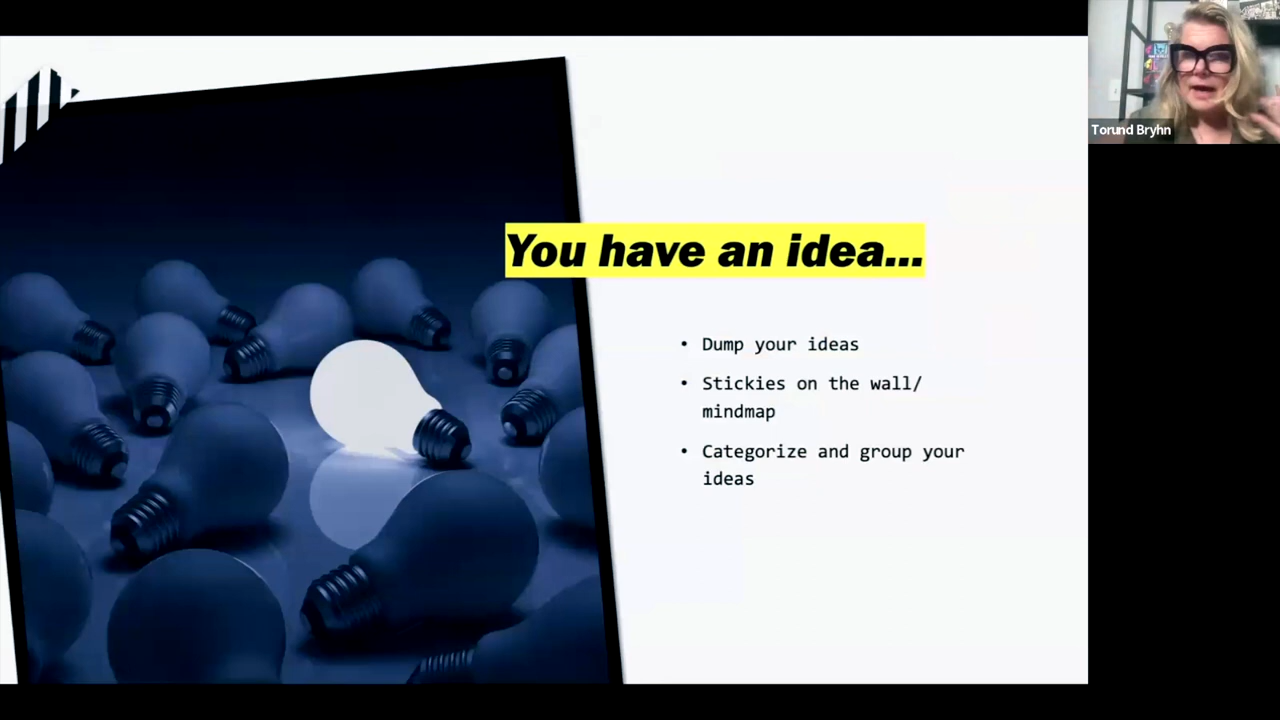 You have an idea...
• Dump your ideas
• Stickies on the wall/
mindmap
• Categorize and group your
ideas
Torund Bryhn